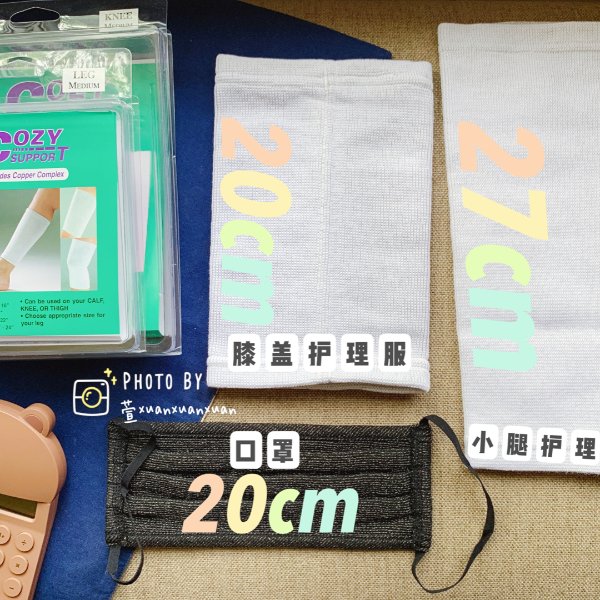 KNEE
MEDIUM
LEG
MEDIUM
COZY
SUPPORT
des Copper Complex
• Can be used on your CALF,
KNEE, OR THIGH
• Choose appropriate size for
your leg
20cm
膝盖护理服
27cm
小腿护理
PHOTO BY
萱xuanxuanxuan
口罩
20cm